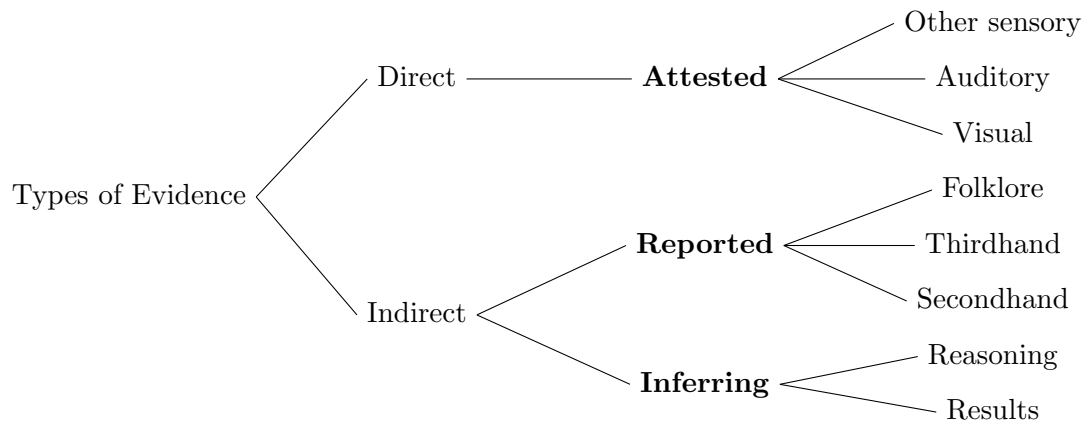 Types of Evidence
Direct
Indirect
Attested
Reported
Inferring
Other sensory
Auditory
Visual
Folklore
Thirdhand
Secondhand
Reasoning
Results